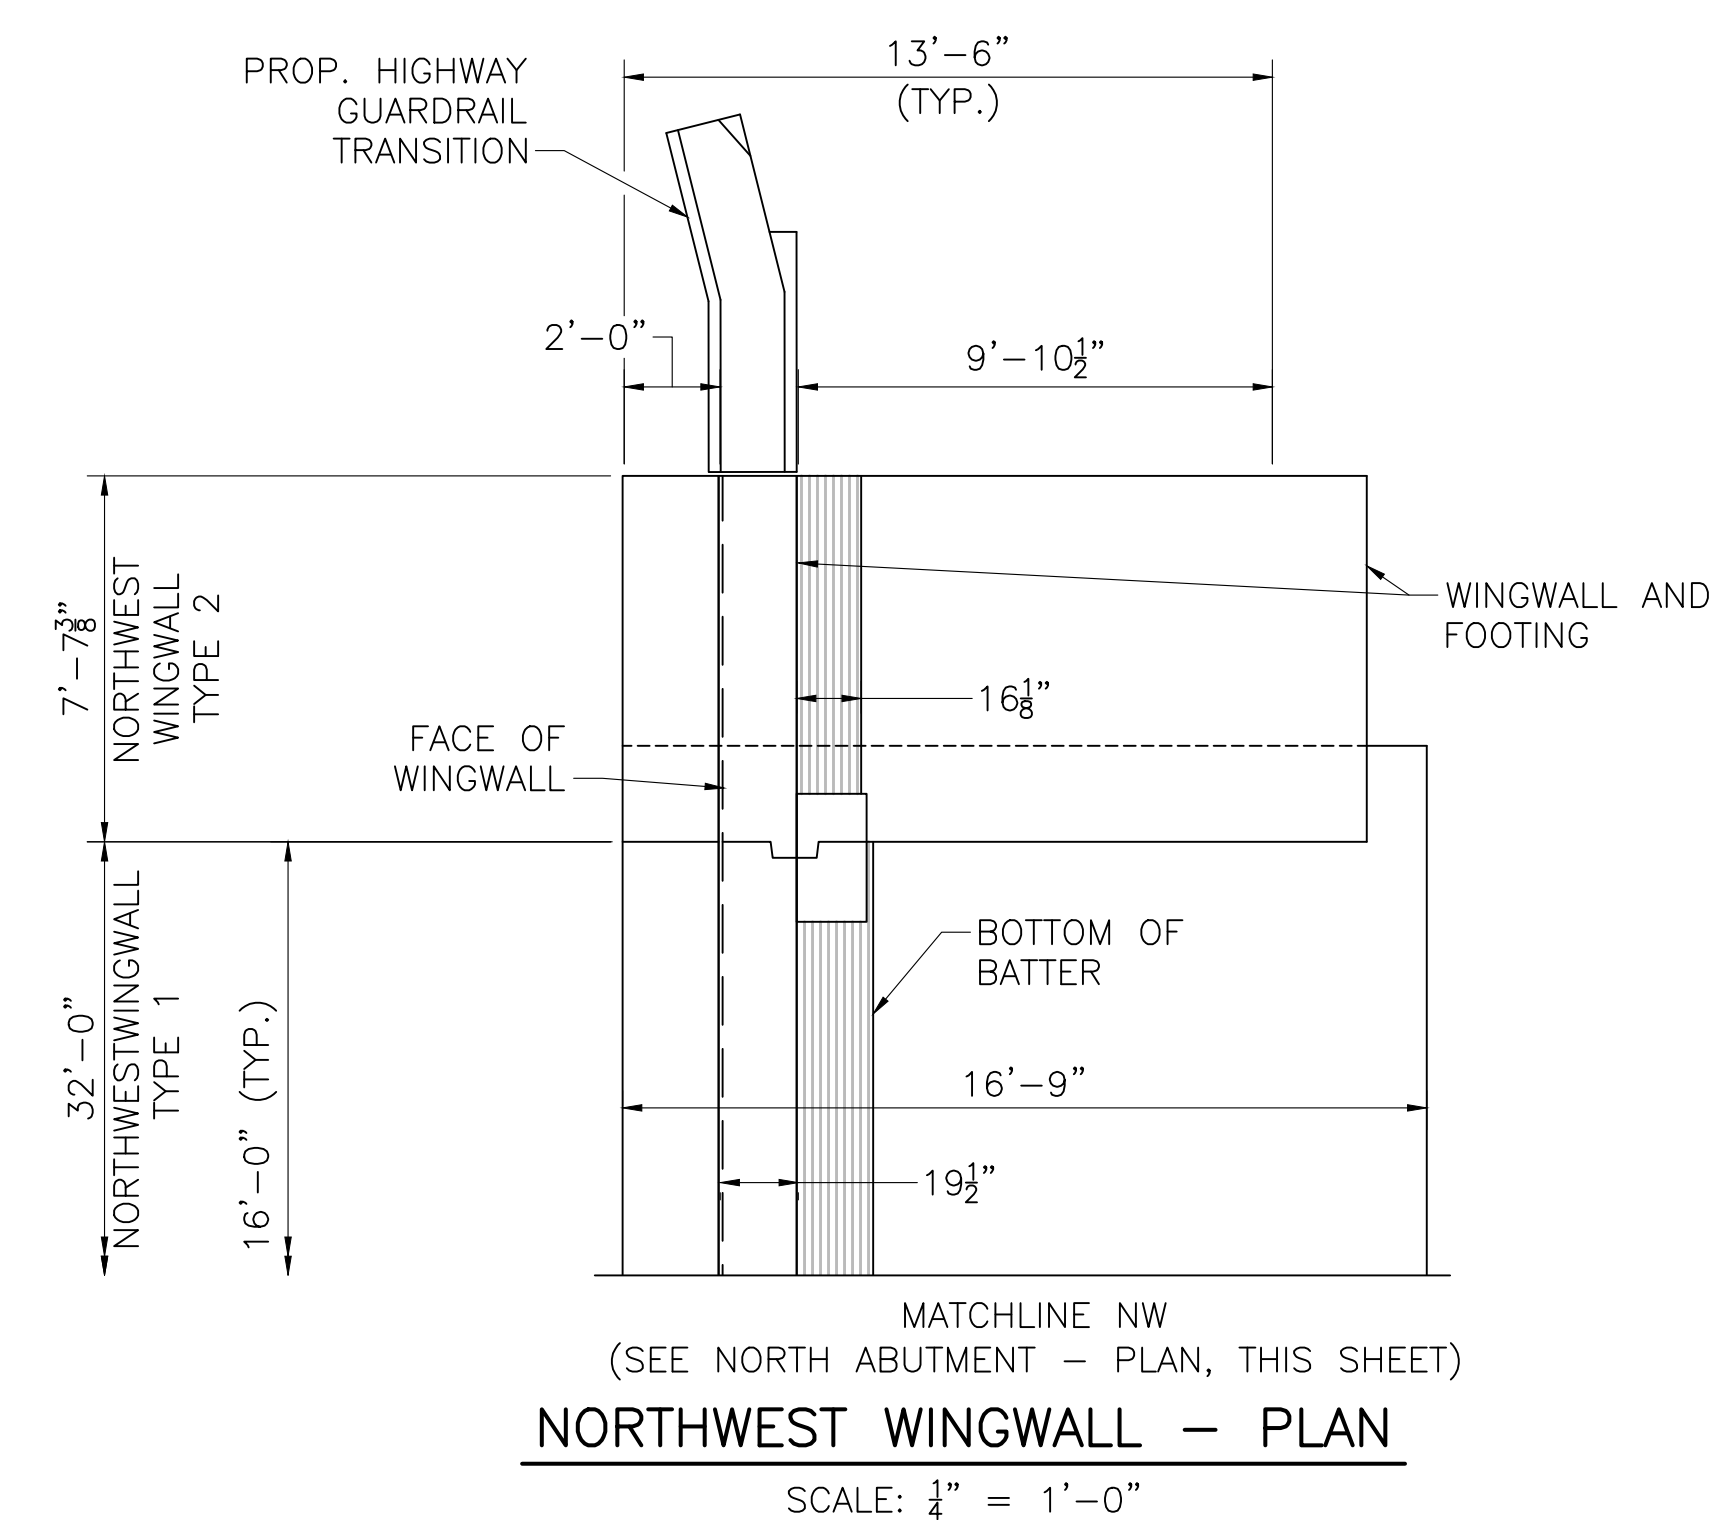 13'-6"
(TYP.)
PROP. HIGHWAY
GUARDRAIL
TRANSITION
2'-0"
9'-10½"
7'-7⅜"
NORTHWEST
WINGWALL
TYPE 2
WINGWALL AND
FOOTING
16⅛"
FACE OF
WINGWALL
32'-0"
NORTHWESTWINGWALL
TYPE 1
16'-0" (TYP.)
BOTTOM OF
BATTER
16'-9"
19½"
MATCHLINE NW
(SEE NORTH ABUTMENT - PLAN, THIS SHEET)
NORTHWEST WINGWALL - PLAN
SCALE: ¼" = 1'-0"